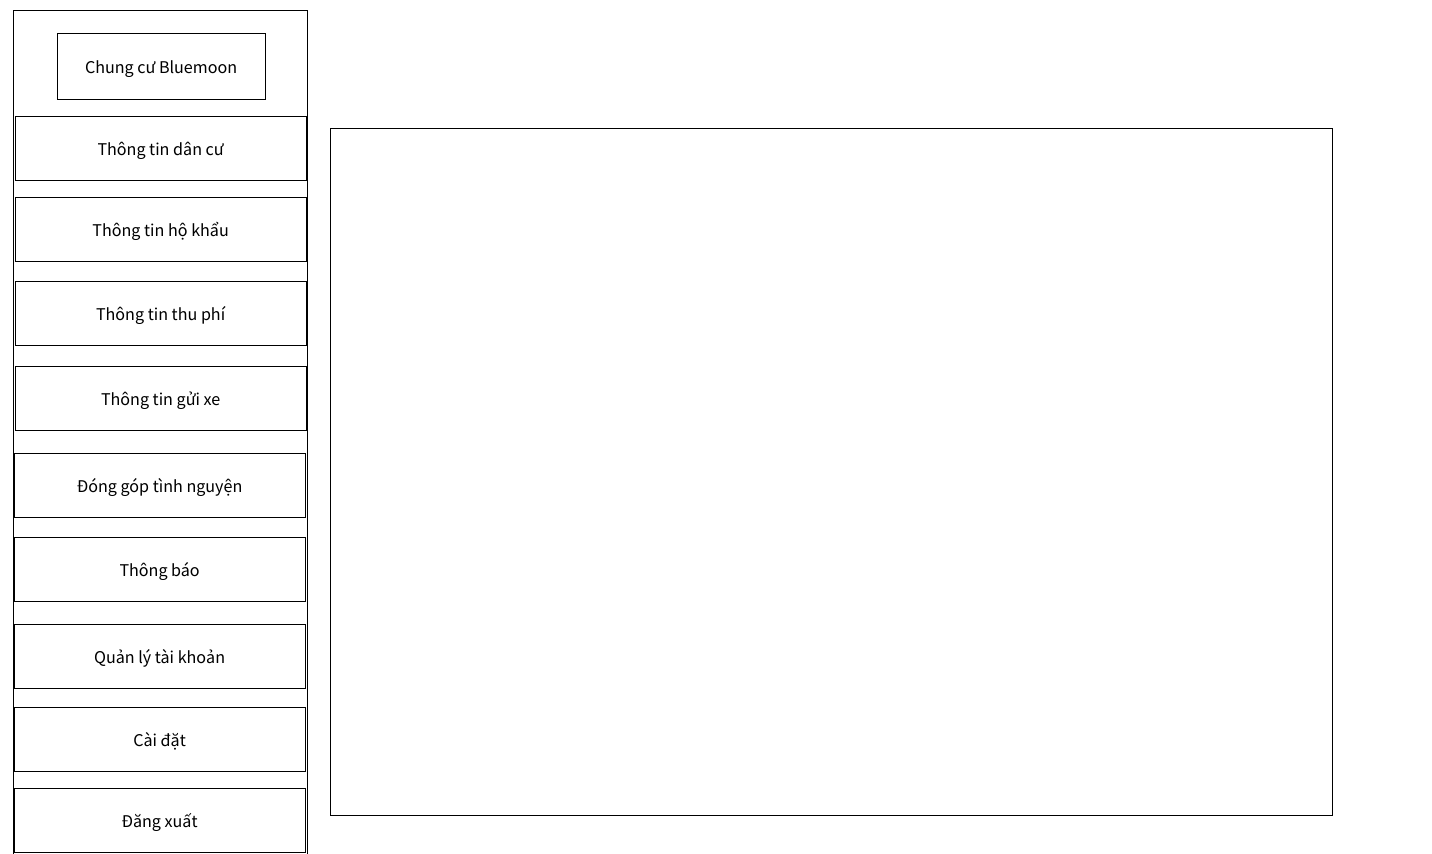 Chung cư Bluemoon
Thông tin dân cư
Thông tin hộ khẩu
Thông tin thu phí
Thông tin gửi xe
Đóng góp tình nguyện
Thông báo
Quản lý tài khoản
Cài đặt
Đăng xuất